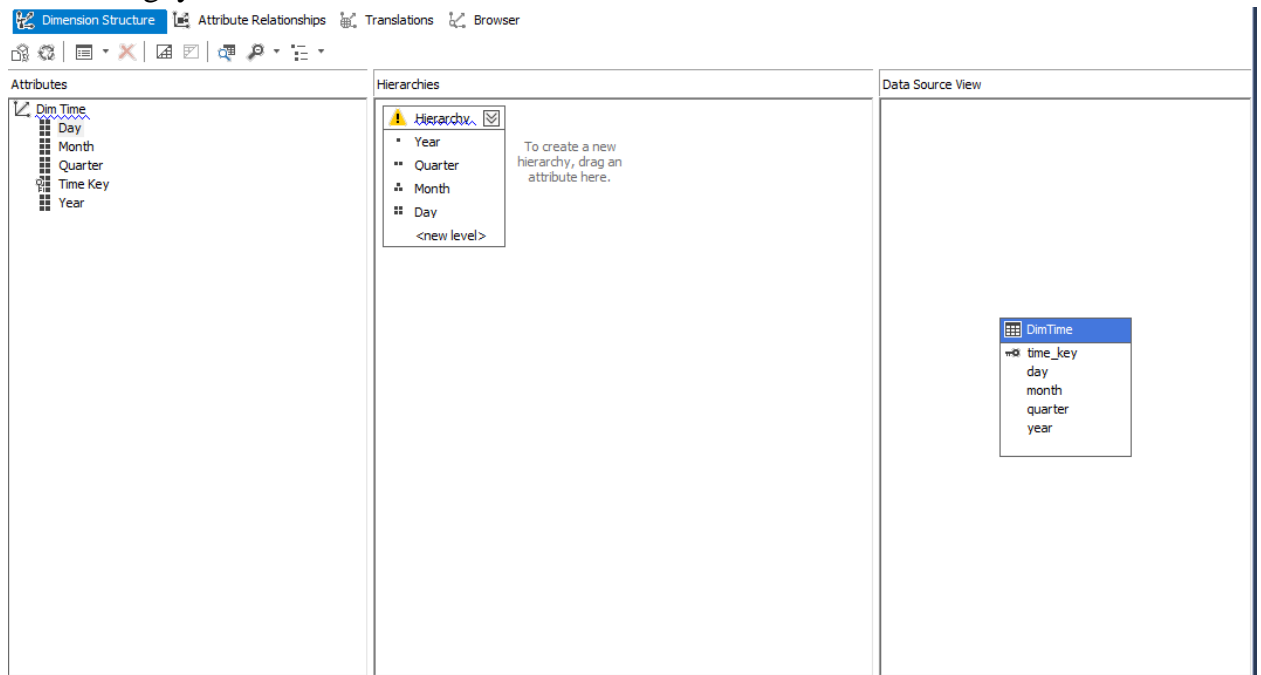 Dimension Structure Attribute Relationships Translations Browser
Attributes
Dim Time
Day
Month
Quarter
Time Key
Year
Hierarchies
Hierarchy
Year
Quarter
Month
Day
<new level>
To create a new
hierarchy, drag an
attribute here.
Data Source View
DimTime
time_key
day
month
quarter
year